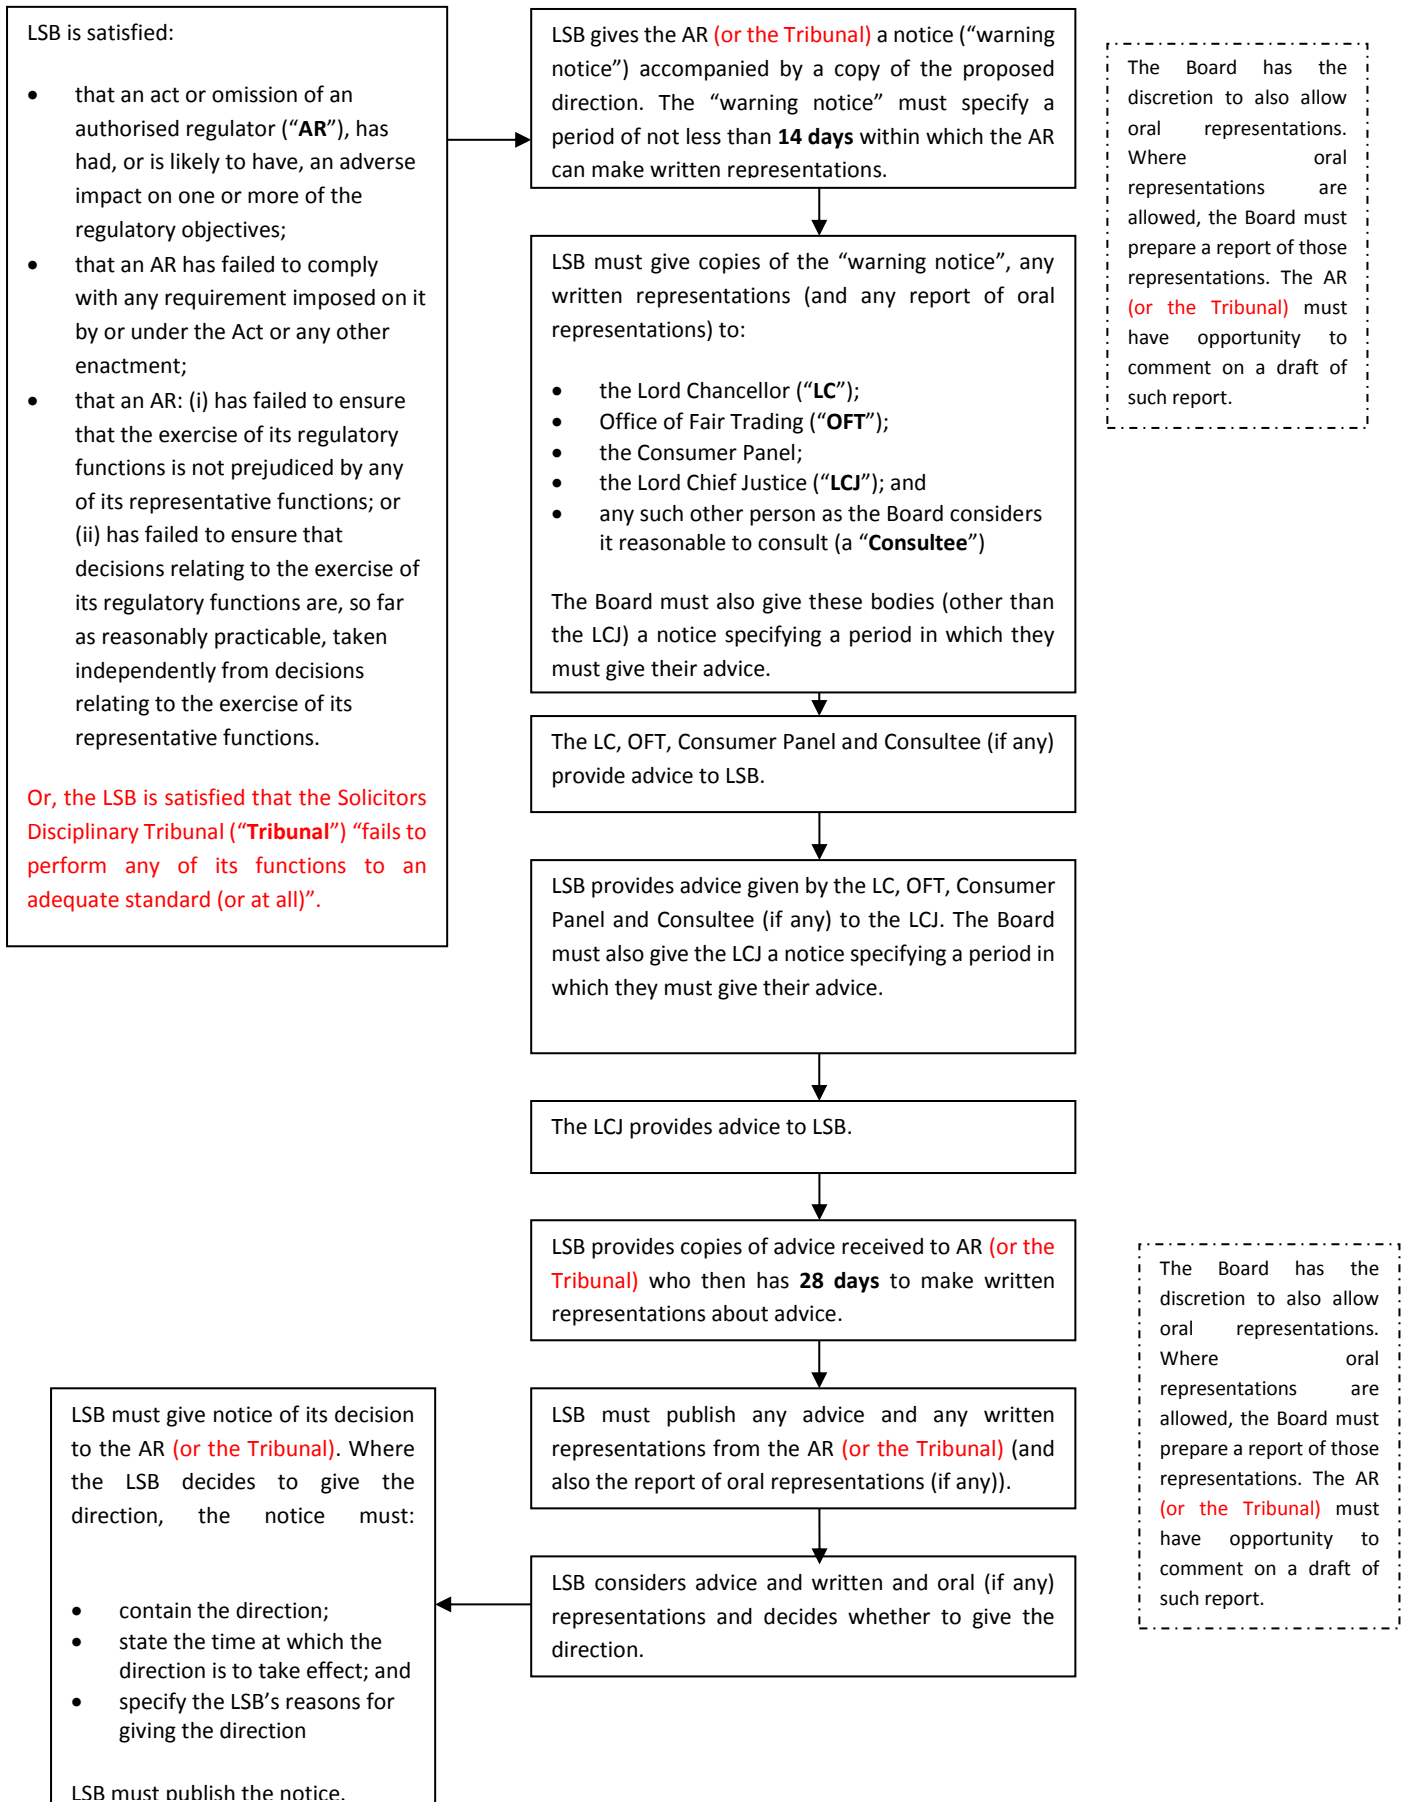 LSB is satisfied:
• that an act or omission of an
authorised regulator (“AR”), has
had, or is likely to have, an adverse
impact on one or more of the
regulatory objectives;
• that an AR has failed to comply
with any requirement imposed on it
by or under the Act or any other
enactment;
• that an AR: (i) has failed to ensure
that the exercise of its regulatory
functions is not prejudiced by any
of its representative functions; or
(ii) has failed to ensure that
decisions relating to the exercise of
its regulatory functions are, so far
as reasonably practicable, taken
independently from decisions
relating to the exercise of its
representative functions.
Or, the LSB is satisfied that the Solicitors
Disciplinary Tribunal (“Tribunal”) “fails to
perform any of its functions to an
adequate standard (or at all)”.
LSB gives the AR (or the Tribunal) a notice (“warning
notice”) accompanied by a copy of the proposed
direction. The “warning notice” must specify a
period of not less than 14 days within which the AR
can make written representations.
The Board has the
discretion to also allow
oral representations.
Where oral
representations are
allowed, the Board must
prepare a report of those
representations. The AR
(or the Tribunal) must
have opportunity to
comment on a draft of
such report.
LSB must give copies of the “warning notice”, any
written representations (and any report of oral
representations) to:
• the Lord Chancellor (“LC”);
• Office of Fair Trading (“OFT”);
• the Consumer Panel;
• the Lord Chief Justice (“LCJ”); and
• any such other person as the Board considers
it reasonable to consult (a “Consultee”)
The Board must also give these bodies (other than
the LCJ) a notice specifying a period in which they
must give their advice.
The LC, OFT, Consumer Panel and Consultee (if any)
provide advice to LSB.
LSB provides advice given by the LC, OFT, Consumer
Panel and Consultee (if any) to the LCJ. The Board
must also give the LCJ a notice specifying a period in
which they must give their advice.
The LCJ provides advice to LSB.
LSB provides copies of advice received to AR (or the
Tribunal) who then has 28 days to make written
representations about advice.
The Board has the
discretion to also allow
oral representations.
Where oral
representations are
allowed, the Board must
prepare a report of those
representations. The AR
(or the Tribunal) must
have opportunity to
comment on a draft of
such report.
LSB must publish any advice and any written
representations from the AR (or the Tribunal) (and
also the report of oral representations (if any)).
LSB considers advice and written and oral (if any)
representations and decides whether to give the
direction.
LSB must give notice of its decision
to the AR (or the Tribunal). Where
the LSB decides to give the
direction, the notice must:
• contain the direction;
• state the time at which the
direction is to take effect; and
• specify the LSB’s reasons for
giving the direction
LSB must publish the notice.